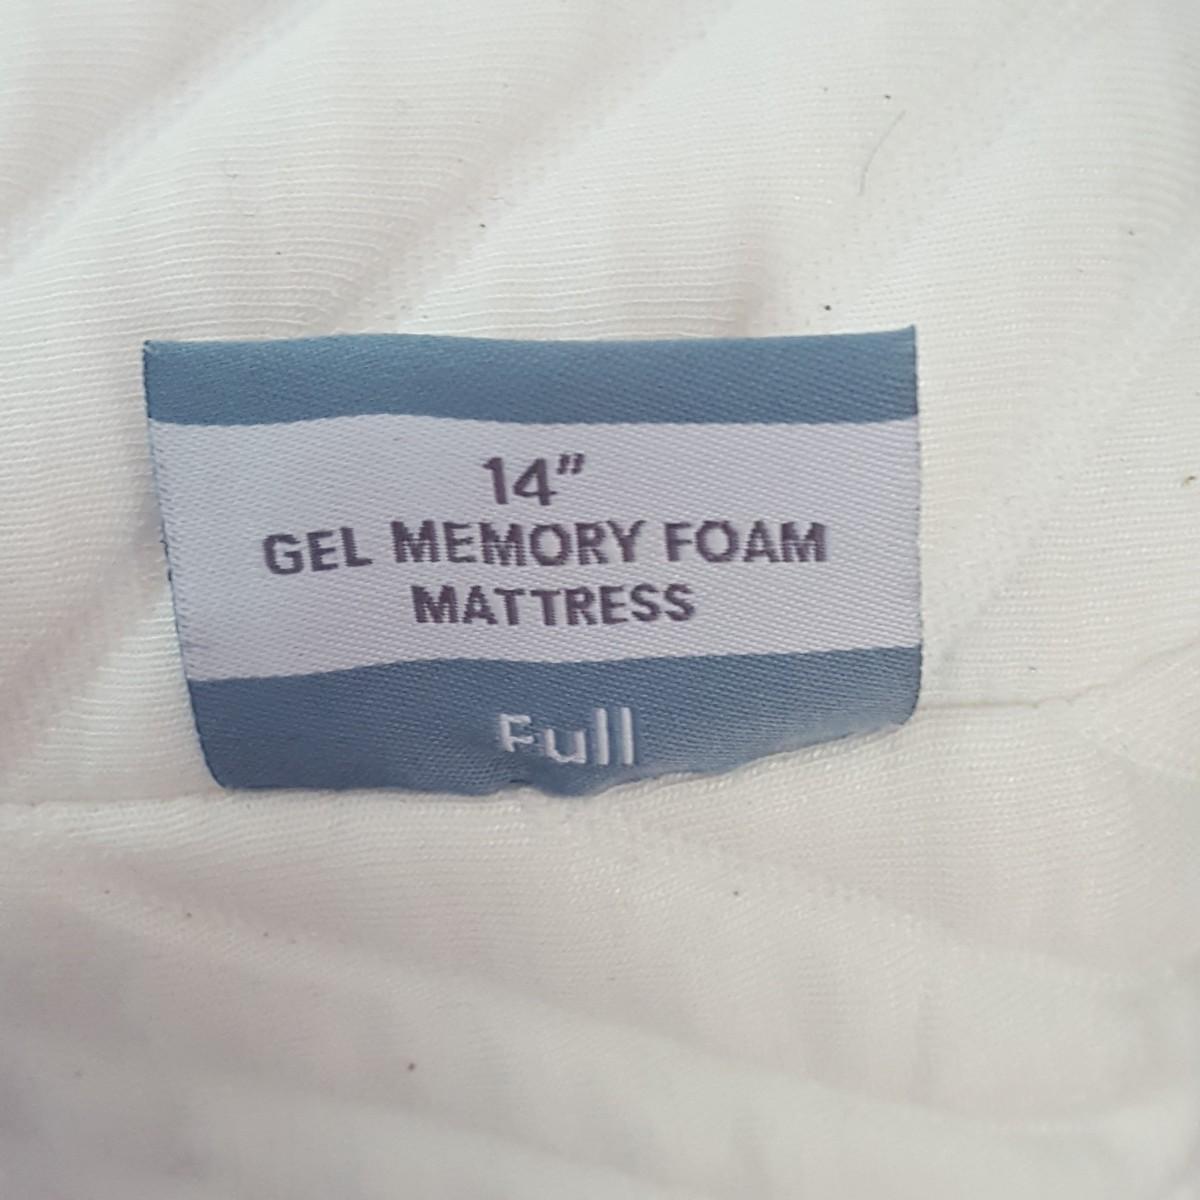 14"
GEL MEMORY FOAM
MATTRESS
Full